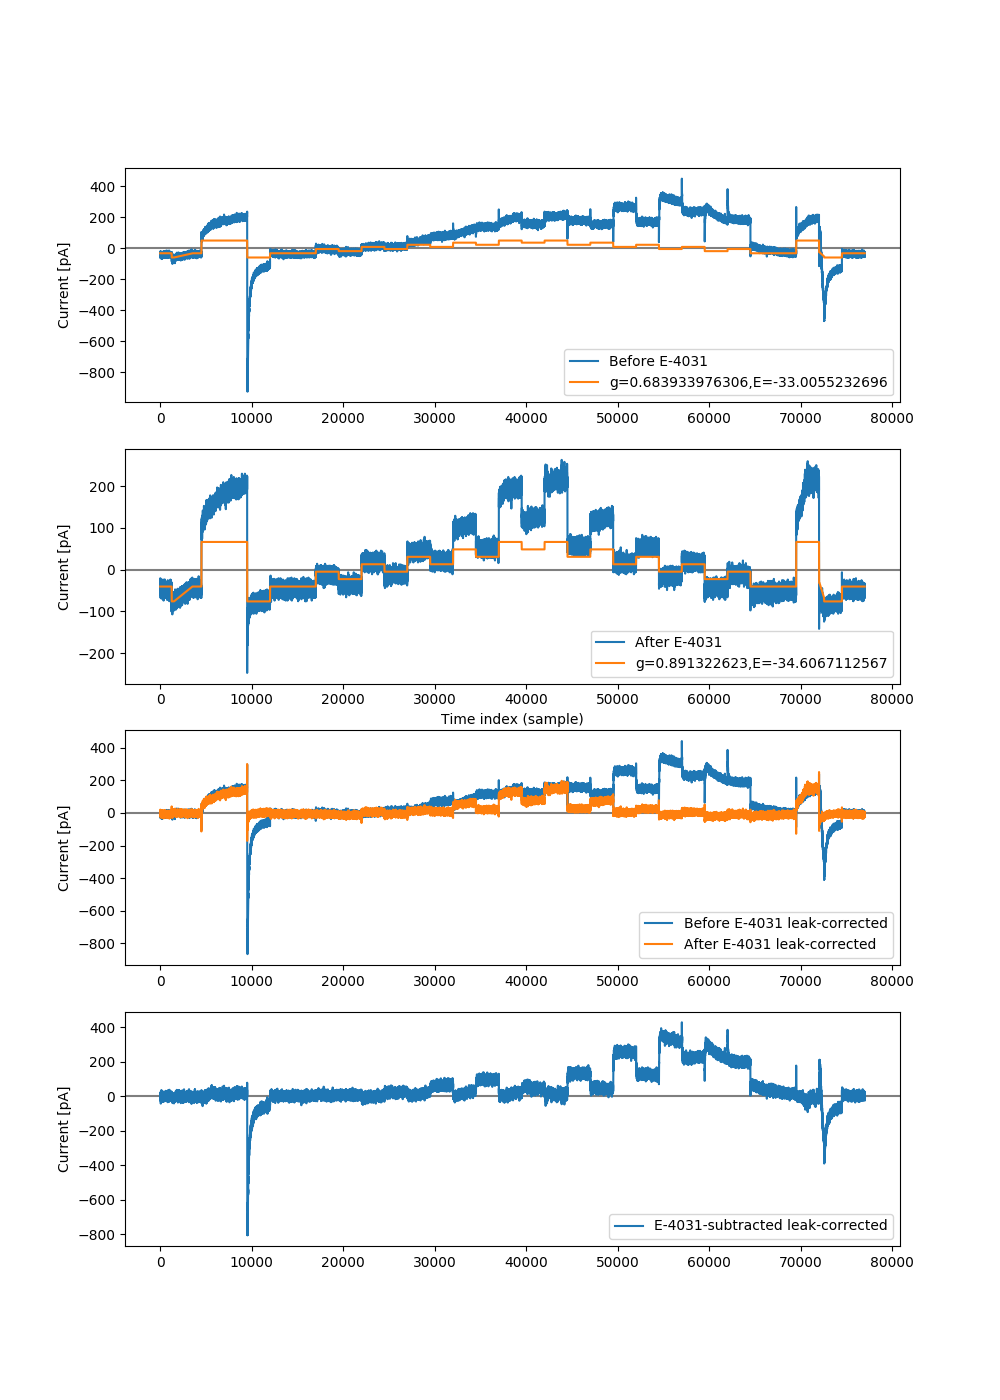 400
200
0
−200
−400
−600
−800
Current [pA]
Before E-4031
g=0.683933976306,E=-33.0055232696
0 10000 20000 30000 40000 50000 60000 70000 80000
200
100
0
−100
−200
Current [pA]
After E-4031
g=0.891322623,E=-34.6067112567
0 10000 20000 30000 40000 50000 60000 70000 80000
Time index (sample)
400
200
0
−200
−400
−600
−800
Current [pA]
Before E-4031 leak-corrected
After E-4031 leak-corrected
0 10000 20000 30000 40000 50000 60000 70000 80000
400
200
0
−200
−400
−600
−800
Current [pA]
E-4031-subtracted leak-corrected
0 10000 20000 30000 40000 50000 60000 70000 80000